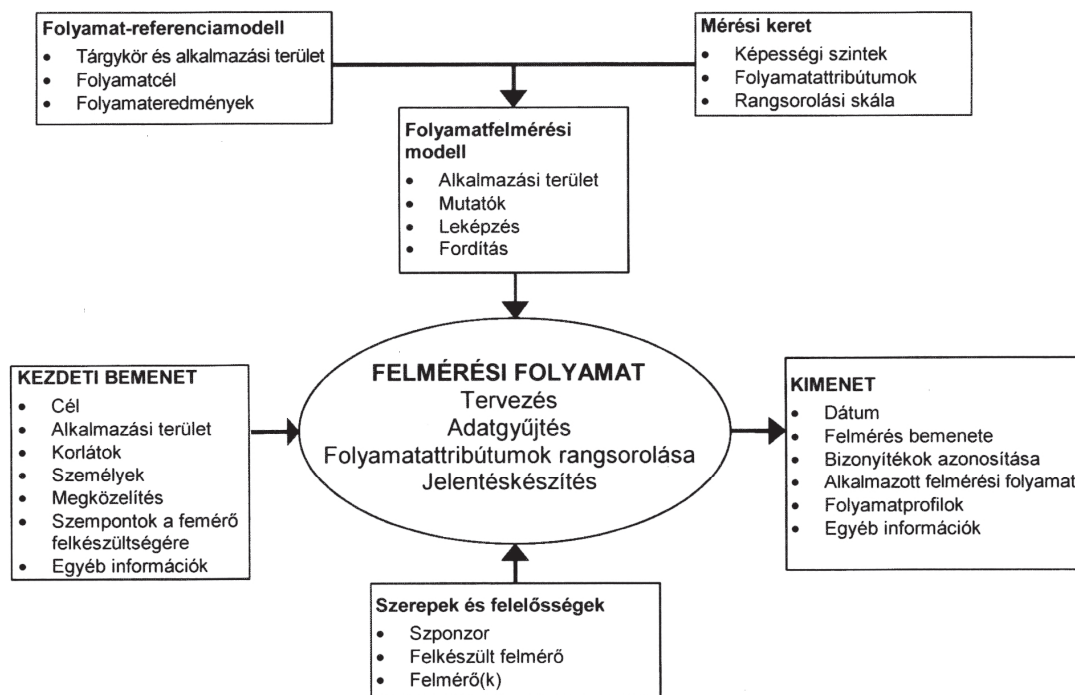 Folyamat-referenciamodell
• Tárgykör és alkalmazási terület
• Folyamatcél
• Folyamateredmények
Mérési keret
• Képességi szintek
• Folyamatattribútumok
• Rangsorolási skála
Folyamatfelmérési
modell
• Alkalmazási terület
• Mutatók
• Leképzés
• Fordítás
KEZDETI BEMENET
• Cél
• Alkalmazási terület
• Korlátok
• Személyek
• Megközelítés
• Szempontok a femérő
felkészültségére
• Egyéb információk
FELMÉRÉSI FOLYAMAT
Tervezés
Adatgyűjtés
Folyamatattribútumok rangsorolása
Jelentéskészítés
KIMENET
• Dátum
• Felmérés bemenete
• Bizonyítékok azonosítása
• Alkalmazott felmérési folyamat
• Folyamatprofilok
• Egyéb információk
Szerepek és felelősségek
• Szponzor
• Felkészült felmérő
• Felmérő(k)